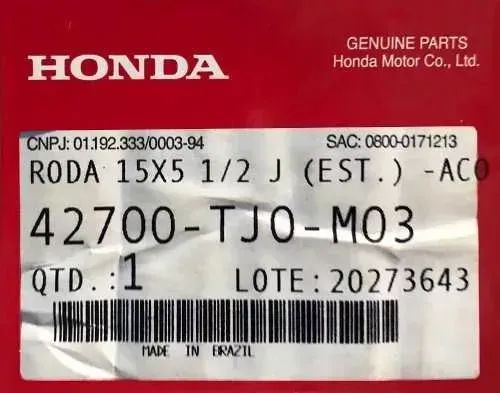 HONDA
GENUINE PARTS
Honda Motor Co., Ltd.
CNPJ: 01.192.333/0003-94 SAC: 0800-0171213
RODA 15X5 1/2 J (EST.) -ACO
42700-TJ0-M03
QTD.:1 LOTE: 20273643
MADE IN BRAZIL